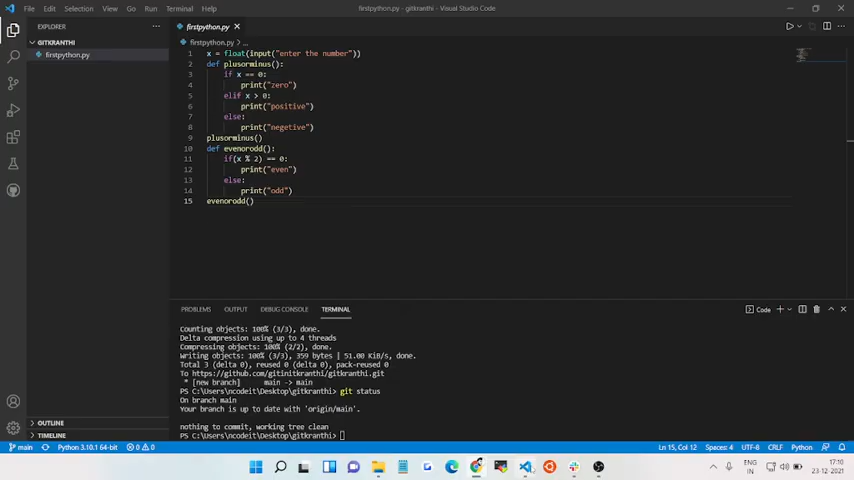 File Edit Selection View Go Run Terminal Help
firstpython.py - gitkranthi - Visual Studio Code
EXPLORER
GITKRANTHI
firstpython.py
firstpython.py
firstpython.py > ...
1 x = float(input("enter the number"))
2 def plusorminus():
3 if x == 0:
4 print("zero")
5 elif x > 0:
6 print("positive")
7 else:
8 print("negetive")
9 plusorminus()
10 def evenorodd():
11 if(x % 2) == 0:
12 print("even")
13 else:
14 print("odd")
15 evenorodd()
PROBLEMS OUTPUT DEBUG CONSOLE TERMINAL
Code
Counting objects: 100% (3/3), done.
Delta compression using up to 4 threads
Compressing objects: 100% (2/2), done.
Writing objects: 100% (3/3), 359 bytes | 51.00 KiB/s, done.
Total 3 (delta 0), reused 0 (delta 0), pack-reused 0
To https://github.com/gitinitkranthi/gitkranthi.git
* [new branch] main -> main
PS C:\Users\ncodeit\Desktop\gitkranthi> git status
On branch main
Your branch is up to date with 'origin/main'.
nothing to commit, working tree clean
PS C:\Users\ncodeit\Desktop\gitkranthi>
OUTLINE
TIMELINE
main Python 3.10.1 64-bit 0 0
Ln 15, Col 12 Spaces: 4 UTF-8 CRLF Python
ENG
IN
17:10
23-12-2021